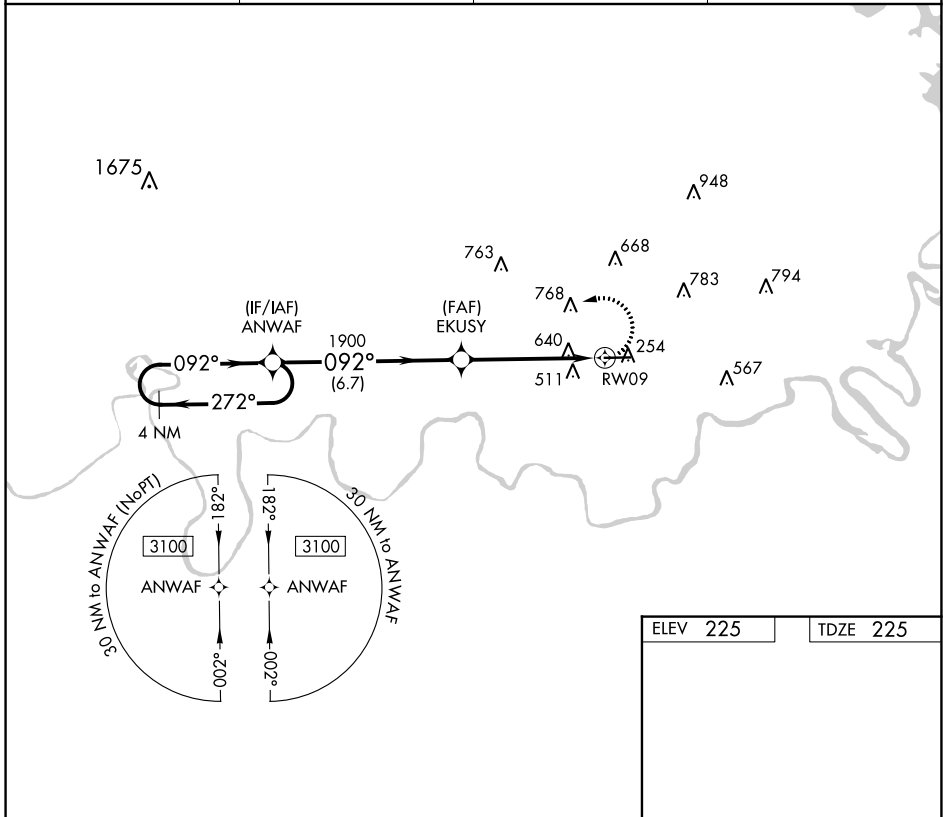 1675
948
763
668
783
794
768
(IF/IAF)
ANWAF
(FAF)
EKUSY
1900
092°
092°
(6.7)
640
254
511
RW09
567
272°
4 NM
30 NM to ANWAF (NoPT)
182°
182°
30 NM to ANWAF
3100
3100
ANWAF
ANWAF
002°
002°
ELEV 225
TDZE 225